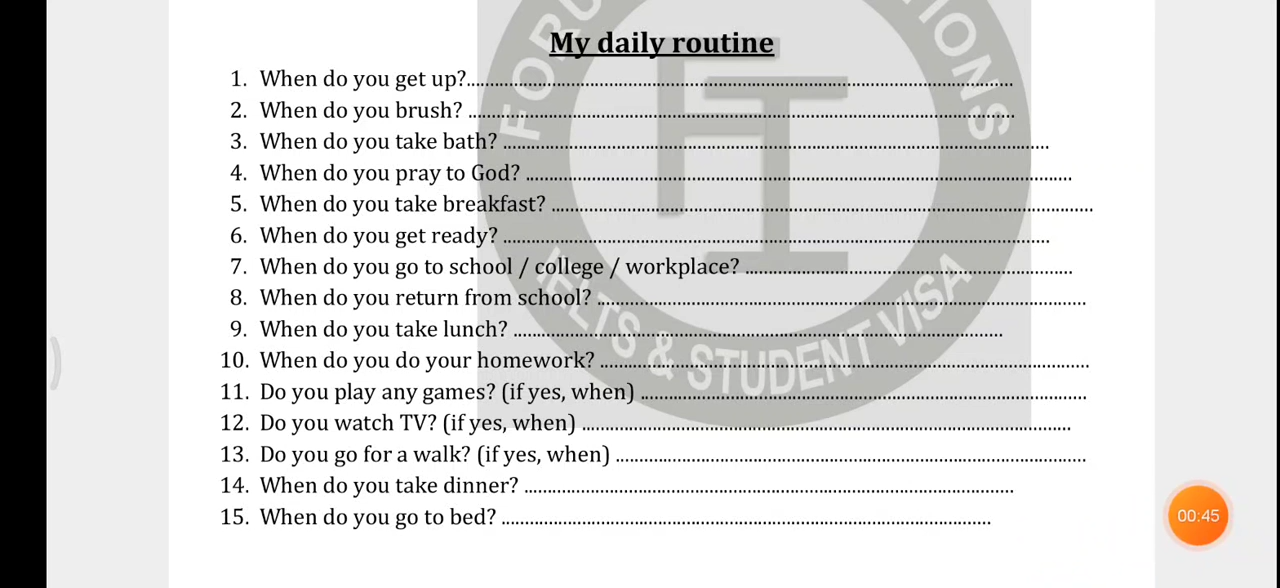 My daily routine
1. When do you get up?..............................................................................................................
2. When do you brush? ..............................................................................................................
3. When do you take bath? ..............................................................................................................
4. When do you pray to God? ..............................................................................................................
5. When do you take breakfast? ..............................................................................................................
6. When do you get ready? ..............................................................................................................
7. When do you go to school / college / workplace? ..................................................................
8. When do you return from school? ..................................................................................................
9. When do you take lunch? ..................................................................................................
10. When do you do your homework? ..................................................................................................
11. Do you play any games? (if yes, when) ..........................................................................................
12. Do you watch TV? (if yes, when) ..................................................................................................
13. Do you go for a walk? (if yes, when) ..............................................................................................
14. When do you take dinner? ..................................................................................................
15. When do you go to bed? ..................................................................................................
IELTS & STUDENT VISA
00:45